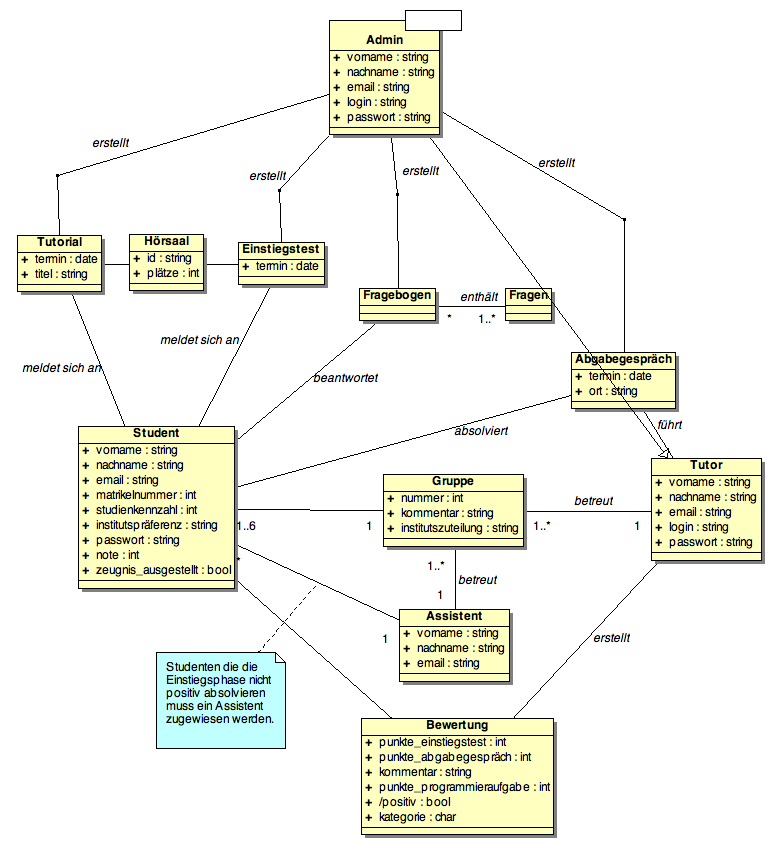 Admin
+ vorname : string
+ nachname : string
+ email : string
+ login : string
+ passwort : string
erstellt
erstellt
erstellt
erstellt
Tutorial
+ termin : date
+ titel : string
Hörsaal
+ id : string
+ plätze : int
Einstiegstest
+ termin : date
Fragebogen
enthält
* 1..*
Fragen
Abgabegespräch
+ termin : date
+ ort : string
meldet sich an
meldet sich an
beantwortet
absolviert
führt
Student
+ vorname : string
+ nachname : string
+ email : string
+ matrikelnummer : int
+ studienkennzahl : int
+ institutspräferenz : string
+ passwort : string
+ note : int
+ zeugnis_ausgestellt : bool
1..6
1
*
Gruppe
+ nummer : int
+ kommentar : string
+ institutszuteilung : string
betreut
1..* 1
Tutor
+ vorname : string
+ nachname : string
+ email : string
+ login : string
+ passwort : string
1..*
betreut
1
Assistent
+ vorname : string
+ nachname : string
+ email : string
1
erstellt
Studenten die die
Einstiegsphase nicht
positiv absolvieren
muss ein Assistent
zugewiesen werden.
Bewertung
+ punkte_einstiegstest : int
+ punkte_abgabegespräch : int
+ kommentar : string
+ punkte_programmieraufgabe : int
+ /positiv : bool
+ kategorie : char